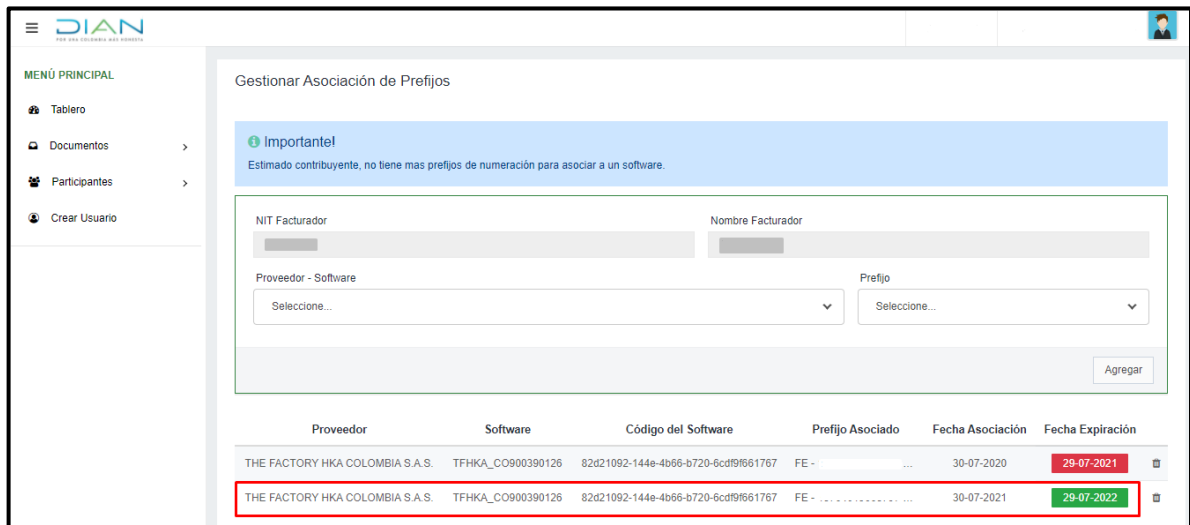 DIAN
POR UNA COLOMBIA MÁS HONESTA
MENÚ PRINCIPAL
Tablero
Documentos
Participantes
Crear Usuario
Gestionar Asociación de Prefijos
Importante!
Estimado contribuyente, no tiene mas prefijos de numeración para asociar a un software.
NIT Facturador Nombre Facturador
Proveedor - Software Prefijo
Seleccione... Seleccione...
Agregar
Proveedor Software Código del Software Prefijo Asociado Fecha Asociación Fecha Expiración
THE FACTORY HKA COLOMBIA S.A.S. TFHKA_CO900390126 82d21092-144e-4b66-b720-6cdf9f661767 FE - ... 30-07-2020 29-07-2021
THE FACTORY HKA COLOMBIA S.A.S. TFHKA_CO900390126 82d21092-144e-4b66-b720-6cdf9f661767 FE - ... 30-07-2021 29-07-2022